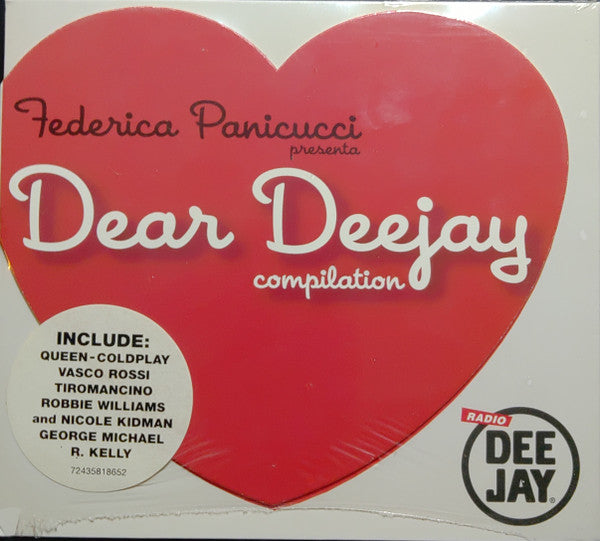 Federica Panicucci
presenta
Dear Deejay
compilation
INCLUDE:
QUEEN-COLDPLAY
VASCO ROSSI
TIROMANCINO
ROBBIE WILLIAMS
and NICOLE KIDMAN
GEORGE MICHAEL
R. KELLY
72435818652
RADIO
DEE
JAY®